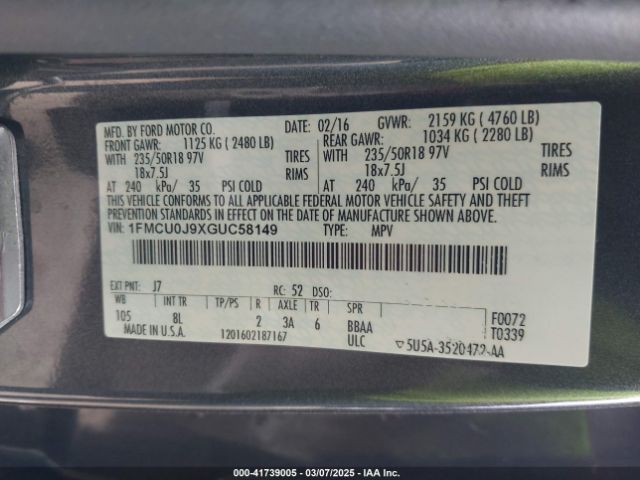 MFD. BY FORD MOTOR CO. DATE: 02/16 GVWR: 2159 KG ( 4760 LB)
FRONT GAWR: 1125 KG ( 2480 LB) REAR GAWR: 1034 KG ( 2280 LB)
WITH 235/50R18 97V TIRES WITH 235/50R18 97V TIRES
18x7.5J RIMS 18x7.5J RIMS
AT 240 kPa/ 35 PSI COLD AT 240 kPa/ 35 PSI COLD
THIS VEHICLE CONFORMS TO ALL APPLICABLE FEDERAL MOTOR VEHICLE SAFETY AND THEFT
PREVENTION STANDARDS IN EFFECT ON THE DATE OF MANUFACTURE SHOWN ABOVE.
VIN: 1FMCU0J9XGUC58149 TYPE: MPV
EXT PNT: J7 RC: 52 DSO:
WB INT TR TP/PS R AXLE TR SPR F0072
105 8L 2 3A 6 BBAA T0339
MADE IN U.S.A. 1201602187167 ULC ▽5U5A-3520472-AA
000-41739005 — 03/07/2025 — IAA Inc.